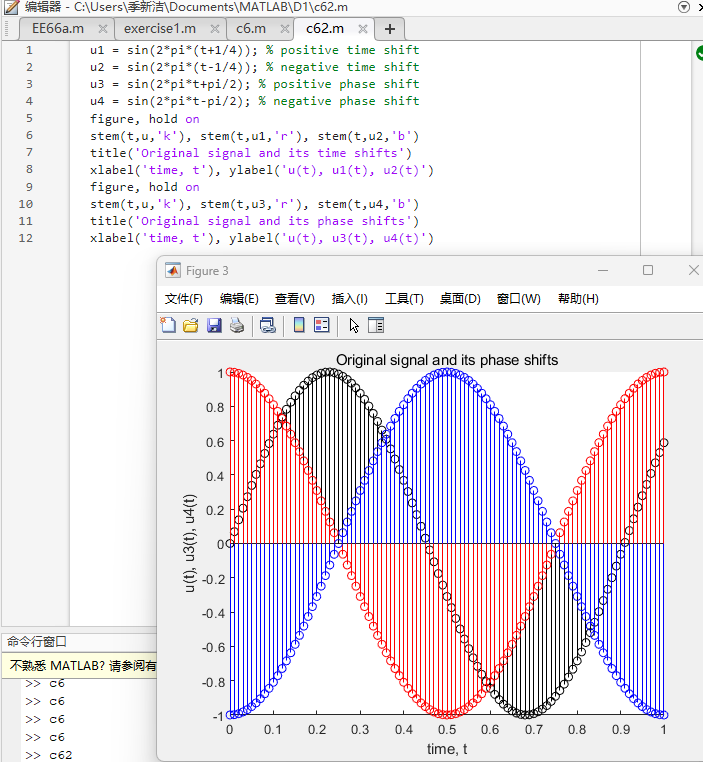 编辑器 - C:\Users\季新洁\Documents\MATLAB\D1\c62.m
EE66a.m exercise1.m c6.m c62.m
1 u1 = sin(2*pi*(t+1/4)); % positive time shift
2 u2 = sin(2*pi*(t-1/4)); % negative time shift
3 u3 = sin(2*pi*t+pi/2); % positive phase shift
4 u4 = sin(2*pi*t-pi/2); % negative phase shift
5 figure, hold on
6 stem(t,u,'k'), stem(t,u1,'r'), stem(t,u2,'b')
7 title('Original signal and its time shifts')
8 xlabel('time, t'), ylabel('u(t), u1(t), u2(t)')
9 figure, hold on
10 stem(t,u,'k'), stem(t,u3,'r'), stem(t,u4,'b')
11 title('Original signal and its phase shifts')
12 xlabel('time, t'), ylabel('u(t), u3(t), u4(t)')
Figure 3
文件(F) 编辑(E) 查看(V) 插入(I) 工具(T) 桌面(D) 窗口(W) 帮助(H)
Original signal and its phase shifts
1
0.8
0.6
0.4
0.2
0
-0.2
-0.4
-0.6
-0.8
-1
u(t), u3(t), u4(t)
0 0.1 0.2 0.3 0.4 0.5 0.6 0.7 0.8 0.9 1
time, t
命令行窗口
不熟悉 MATLAB? 请参阅有
>> c6
>> c6
>> c6
>> c6
>> c62